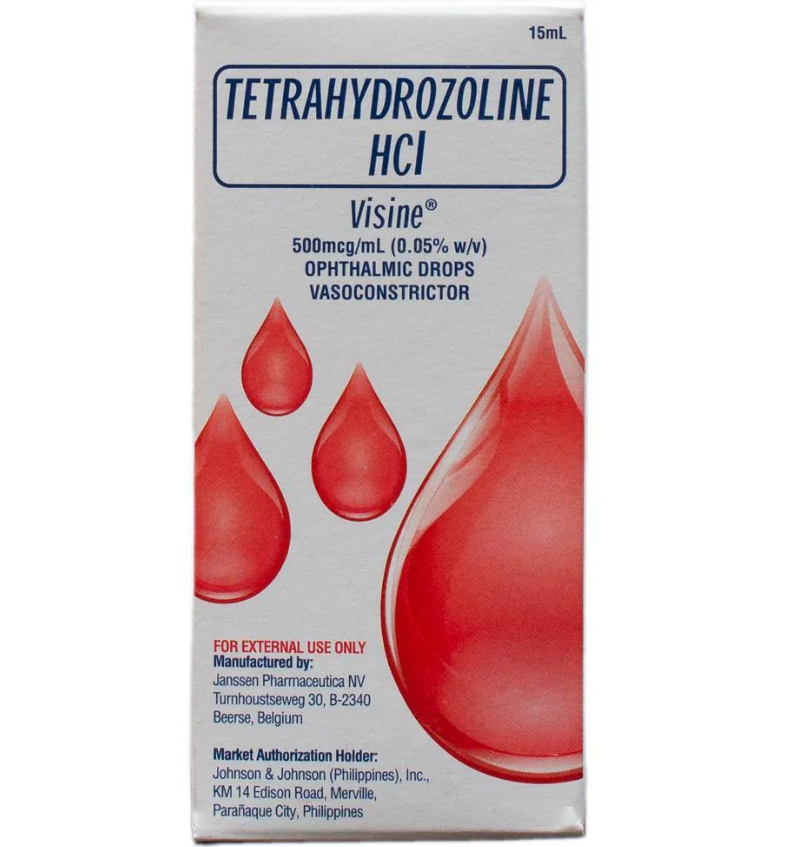 15mL
TETRAHYDROZOLINE
HCl
Visine®
500mcg/mL (0.05% w/v)
OPHTHALMIC DROPS
VASOCONSTRICTOR
FOR EXTERNAL USE ONLY
Manufactured by:
Janssen Pharmaceutica NV
Turnhoutseweg 30, B-2340
Beerse, Belgium
Market Authorization Holder:
Johnson & Johnson (Philippines), Inc.,
KM 14 Edison Road, Merville,
Parañaque City, Philippines